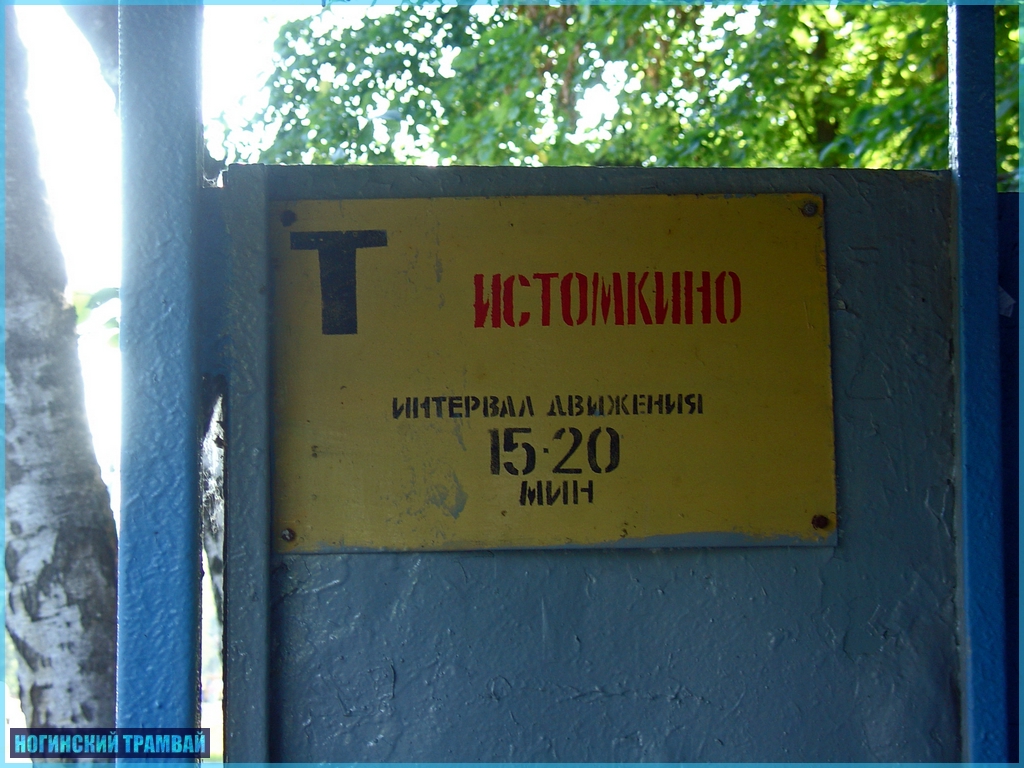 Т
ИСТОМКИНО
ИНТЕРВАЛ ДВИЖЕНИЯ
15-20
МИН
НОГИНСКИЙ ТРАМВАЙ